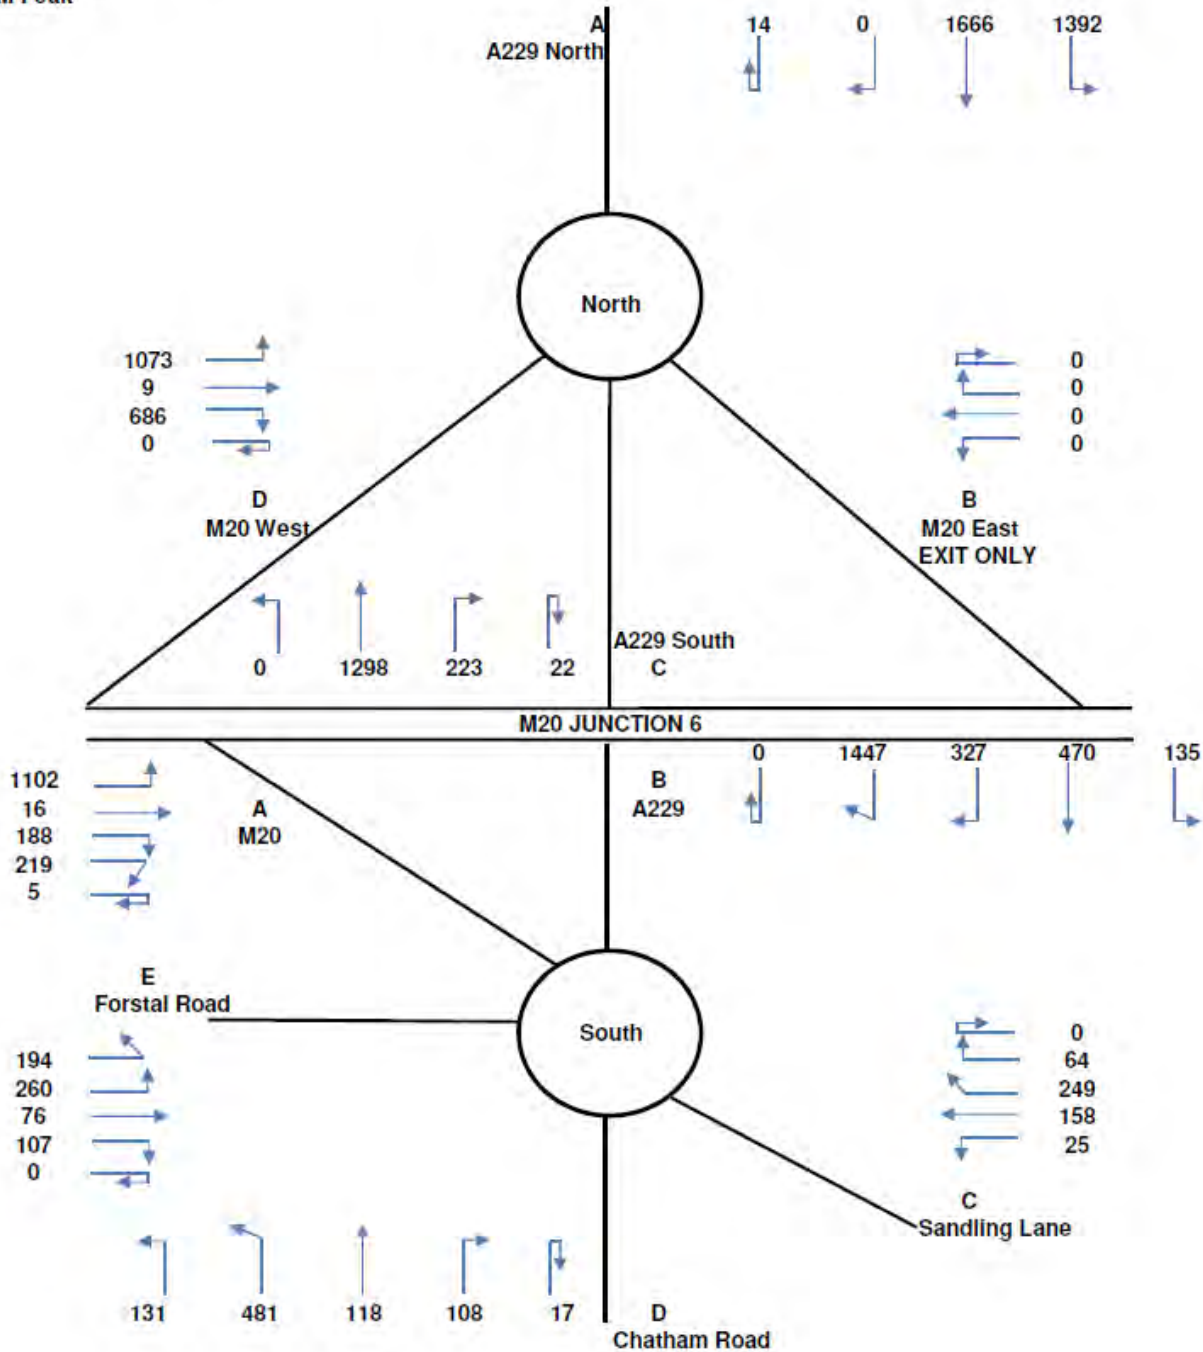 A 14 0 1666 1392
A229 North
North
1073
9
686
0
0
0
0
0
D
M20 West
B
M20 East
EXIT ONLY
A229 South
0 1298 223 22 C
M20 JUNCTION 6
1102
16
188
219
5
A
M20
B
A229
0 1447 327 470 135
E
Forstal Road
South
194
260
76
107
0
0
64
249
158
25
C
Sandling Lane
131 481 118 108 17 D
Chatham Road